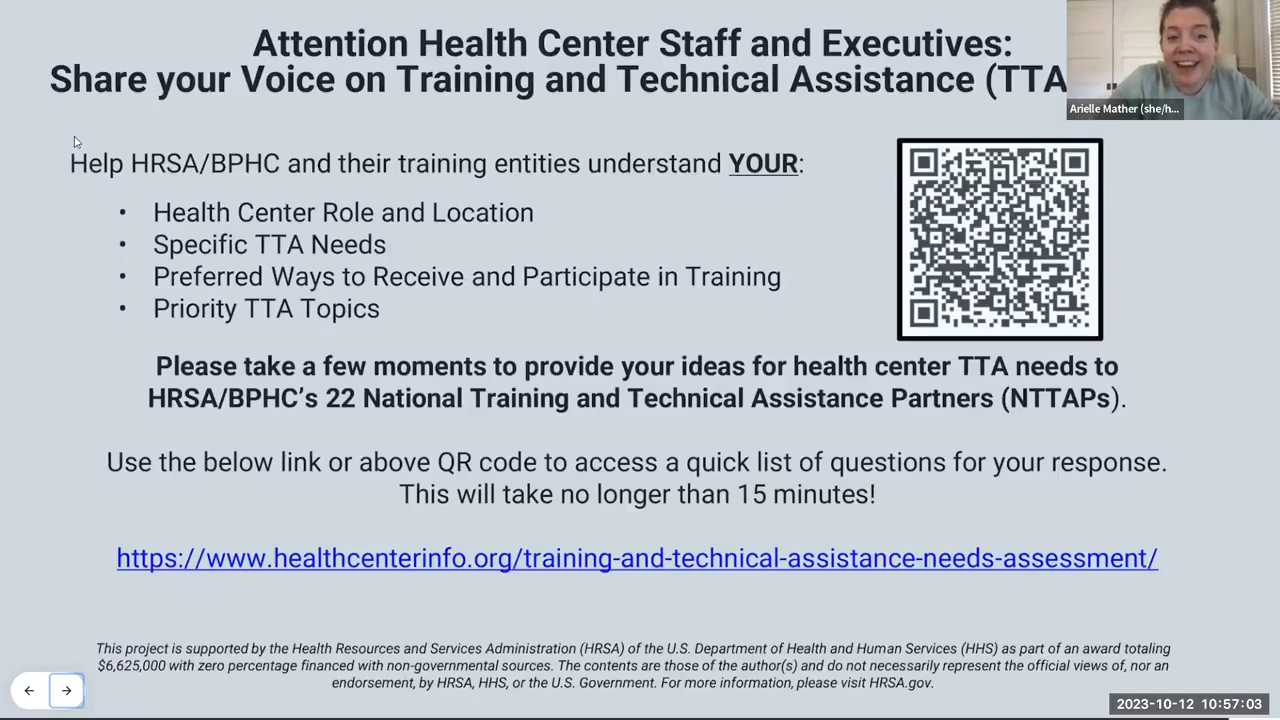 Attention Health Center Staff and Executives:
Share your Voice on Training and Technical Assistance (TTA
Arielle Mather (she/h...
Help HRSA/BPHC and their training entities understand YOUR:
• Health Center Role and Location
• Specific TTA Needs
• Preferred Ways to Receive and Participate in Training
• Priority TTA Topics
Please take a few moments to provide your ideas for health center TTA needs to
HRSA/BPHC’s 22 National Training and Technical Assistance Partners (NTTAPs).
Use the below link or above QR code to access a quick list of questions for your response.
This will take no longer than 15 minutes!
https://www.healthcenterinfo.org/training-and-technical-assistance-needs-assessment/
This project is supported by the Health Resources and Services Administration (HRSA) of the U.S. Department of Health and Human Services (HHS) as part of an award totaling
$6,625,000 with zero percentage financed with non-governmental sources. The contents are those of the author(s) and do not necessarily represent the official views of, nor an
endorsement, by HRSA, HHS, or the U.S. Government. For more information, please visit HRSA.gov.
2023-10-12 10:57:03